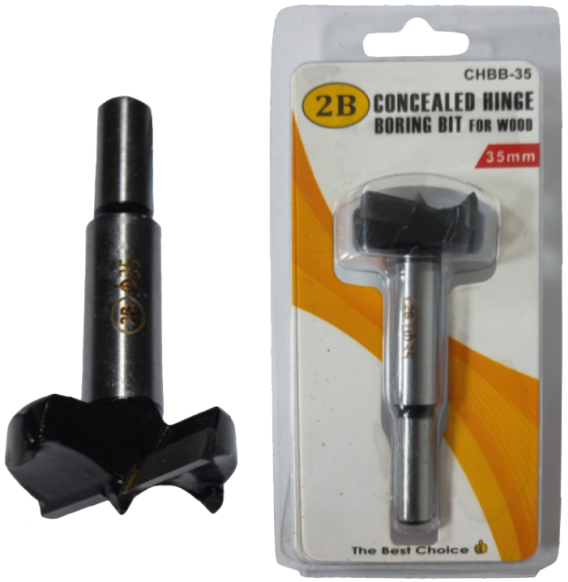 CHBB-35
2B
CONCEALED HINGE
BORING BIT FOR WOOD
35mm
2B ϕ35
2B ϕ35
The Best Choice